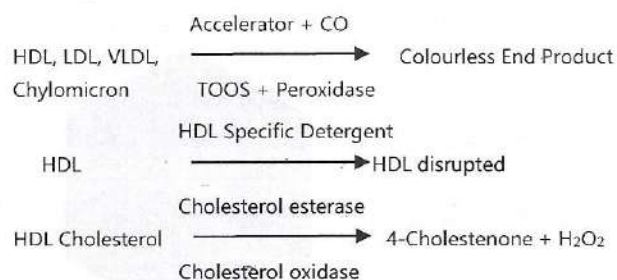 Accelerator + CO
HDL, LDL, VLDL, Colourless End Product
Chylomicron TOOS + Peroxidase
HDL Specific Detergent
HDL HDL disrupted
Cholesterol esterase
HDL Cholesterol 4-Cholestenone + H₂O₂
Cholesterol oxidase